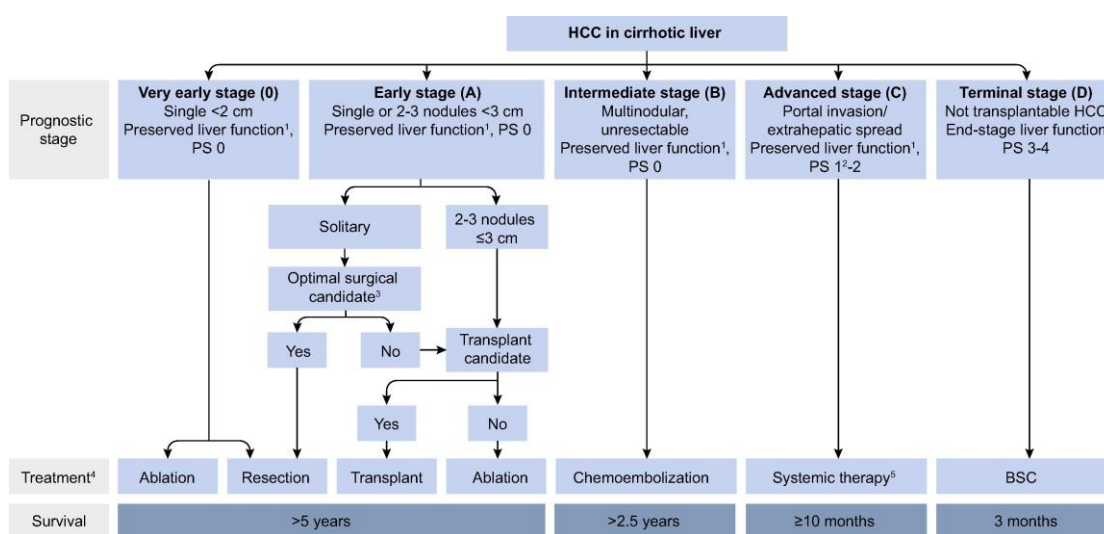 HCC in cirrhotic liver
Prognostic
stage
Very early stage (0)
Single <2 cm
Preserved liver function¹,
PS 0
Early stage (A)
Single or 2-3 nodules <3 cm
Preserved liver function¹, PS 0
Intermediate stage (B)
Multinodular,
unresectable
Preserved liver function¹,
PS 0
Advanced stage (C)
Portal invasion/
extrahepatic spread
Preserved liver function¹,
PS 1²-2
Terminal stage (D)
Not transplantable HCC
End-stage liver function
PS 3-4
Solitary
2-3 nodules
≤3 cm
Optimal surgical
candidate³
Yes
No
Transplant
candidate
Yes
No
Treatment⁴
Ablation
Resection
Transplant
Ablation
Chemoembolization
Systemic therapy⁵
BSC
Survival
>5 years
>2.5 years
≥10 months
3 months